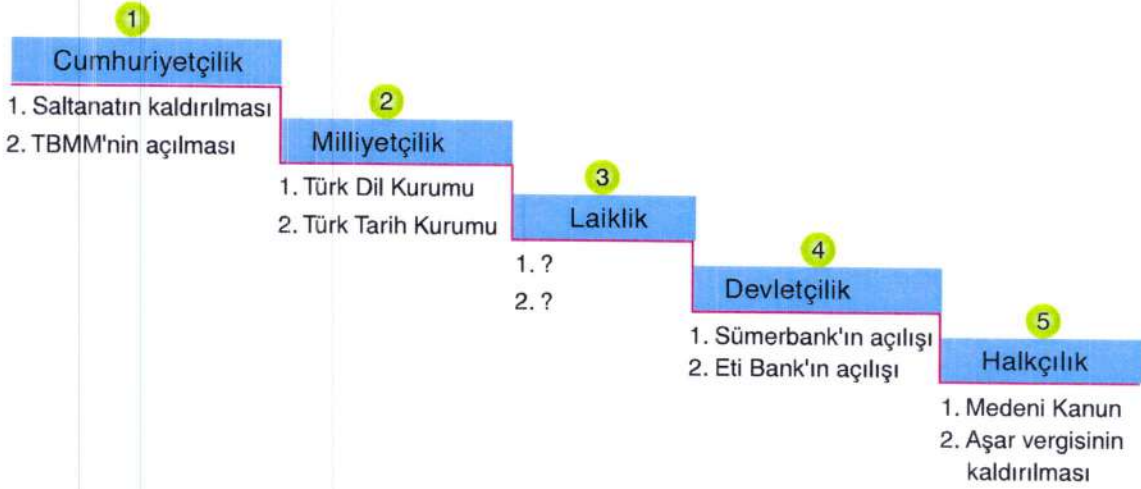 1
Cumhuriyetçilik
1. Saltanatın kaldırılması
2. TBMM'nin açılması
2
Milliyetçilik
1. Türk Dil Kurumu
2. Türk Tarih Kurumu
3
Laiklik
1. ?
2. ?
4
Devletçilik
1. Sümerbank'ın açılışı
2. Eti Bank'ın açılışı
5
Halkçılık
1. Medeni Kanun
2. Aşar vergisinin
kaldırılması